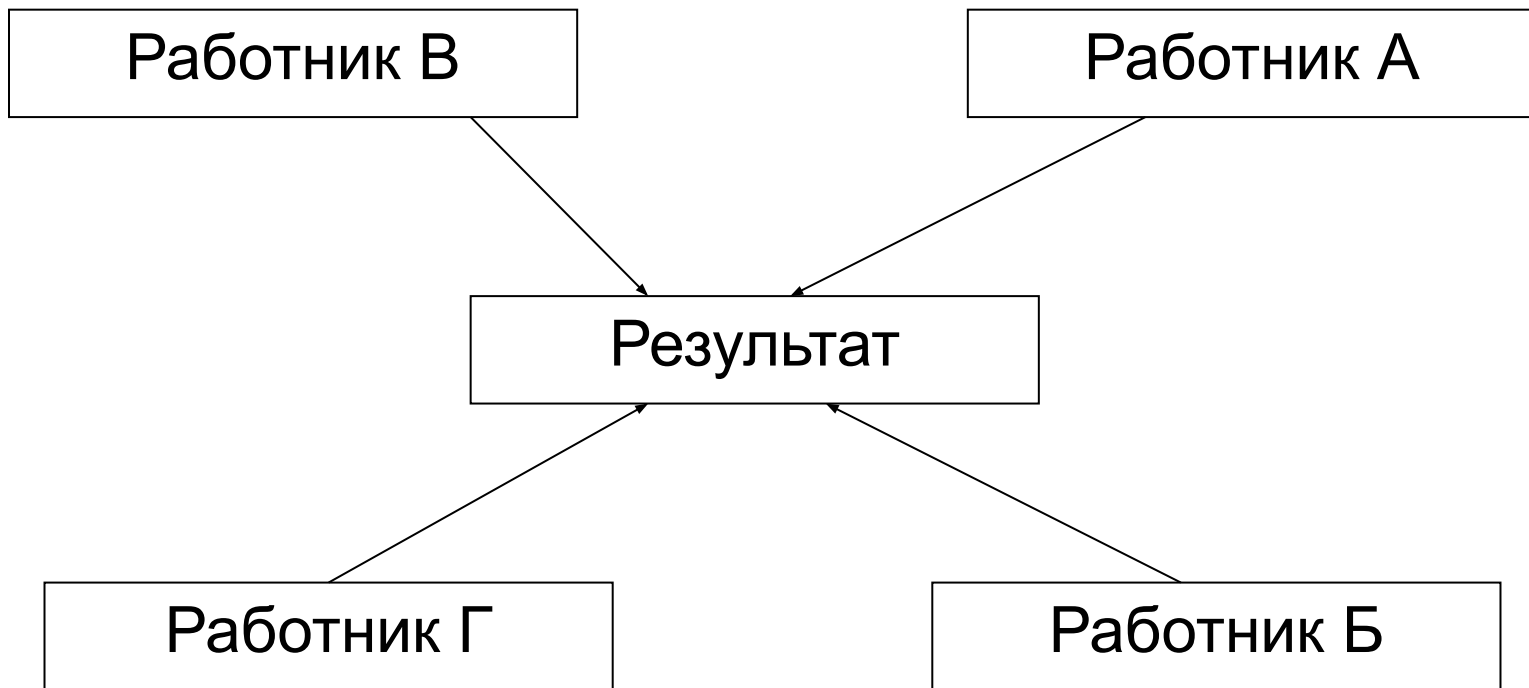 Работник В
Работник А
Результат
Работник Г
Работник Б